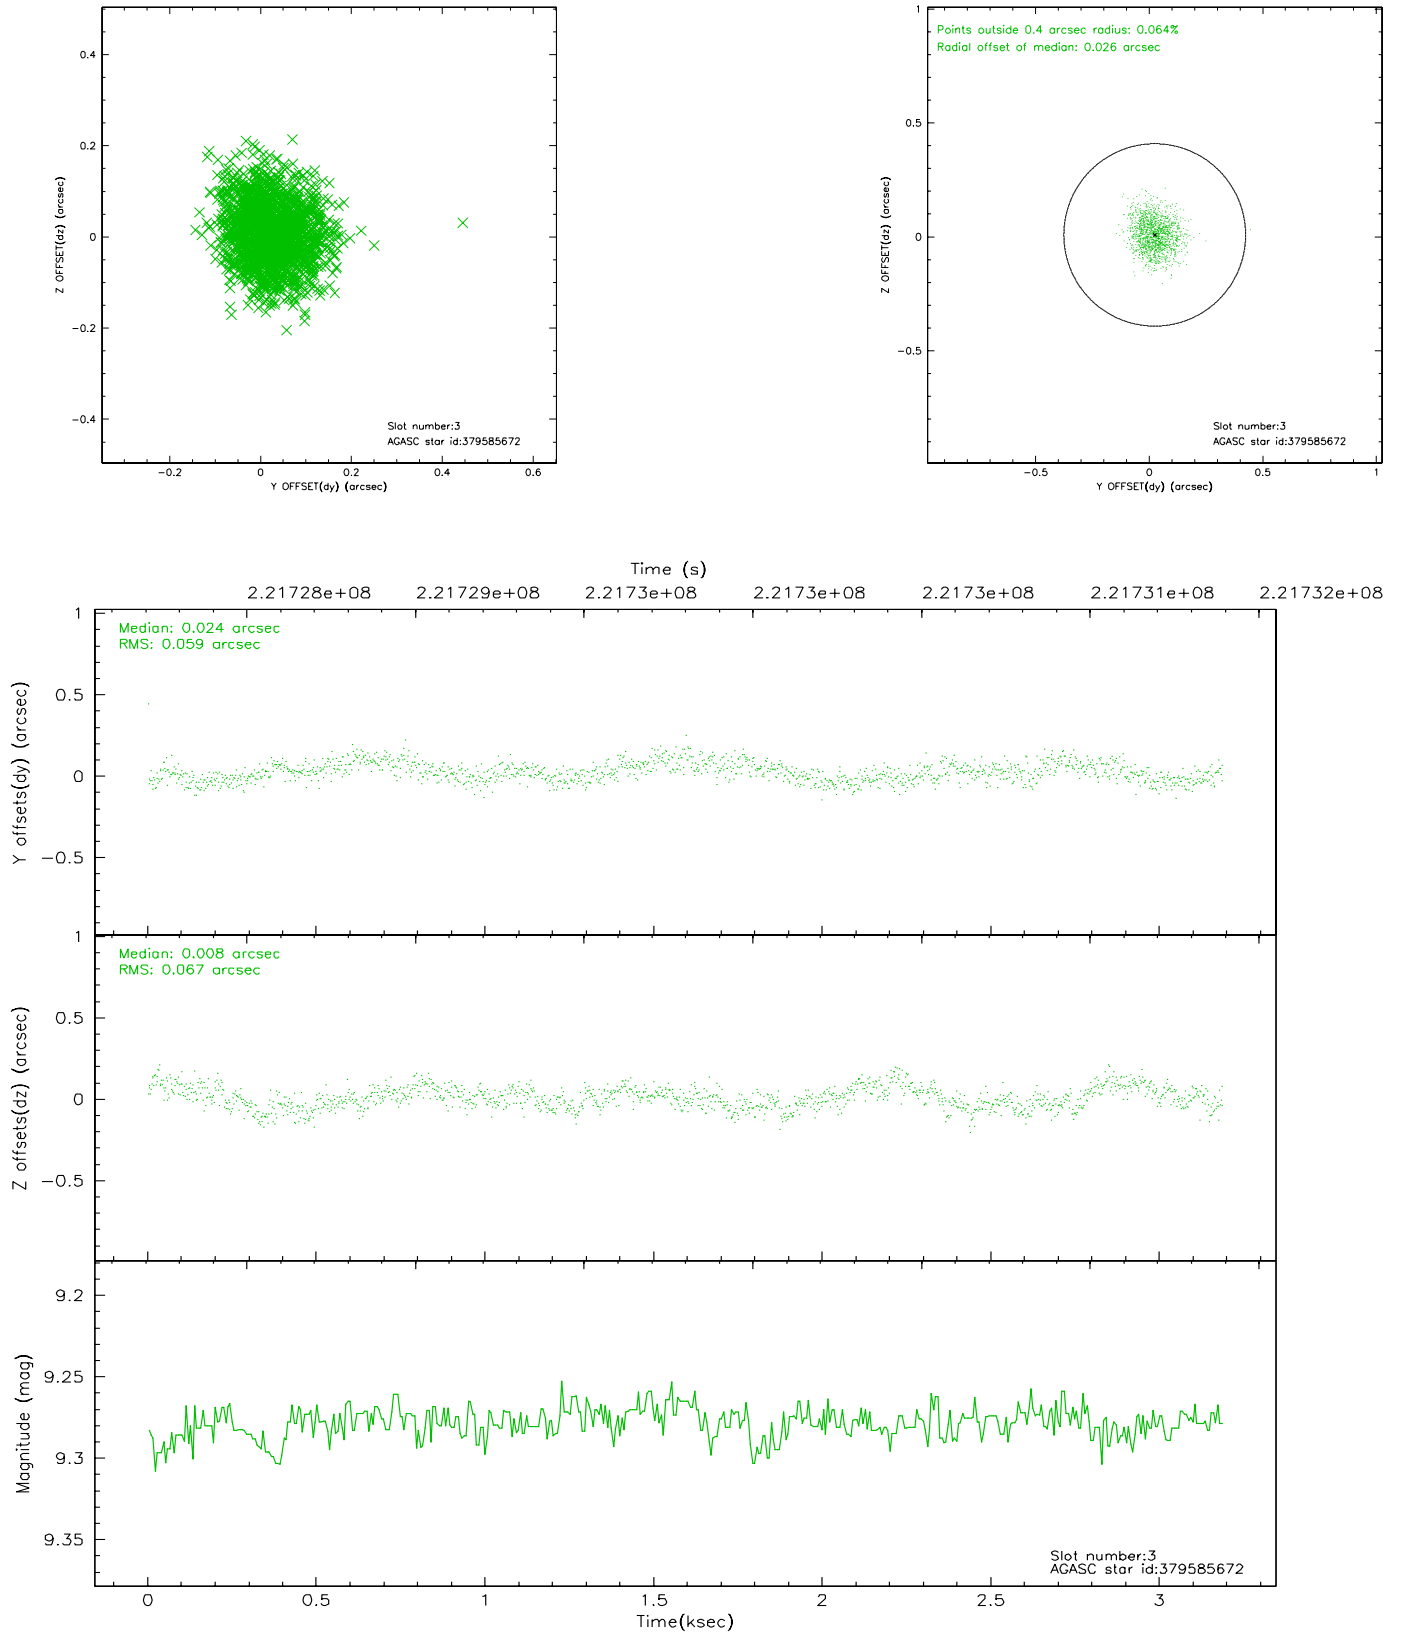 0.4
0.2
0
-0.2
-0.4
Z OFFSET(dz) (arcsec)
Slot number:3
AGASC star id:379585672
-0.2 0 0.2 0.4 0.6
Y OFFSET(dy) (arcsec)
Points outside 0.4 arcsec radius: 0.064%
Radial offset of median: 0.026 arcsec
1
0.5
0
-0.5
Z OFFSET(dz) (arcsec)
Slot number:3
AGASC star id:379585672
-0.5 0 0.5 1
Y OFFSET(dy) (arcsec)
Time (s)
2.21728e+08 2.21729e+08 2.2173e+08 2.2173e+08 2.2173e+08 2.21731e+08 2.21732e+08
Median: 0.024 arcsec
RMS: 0.059 arcsec
1
0.5
0
-0.5
Y offsets(dy) (arcsec)
Median: 0.008 arcsec
RMS: 0.067 arcsec
1
0.5
0
-0.5
Z offsets(dz) (arcsec)
9.2
9.25
9.3
9.35
Magnitude (mag)
Slot number:3
AGASC star id:379585672
0 0.5 1 1.5 2 2.5 3
Time(ksec)